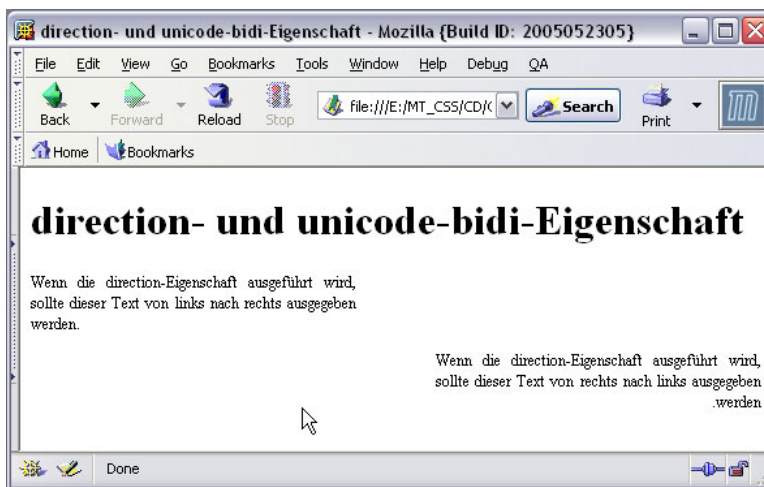 direction- und unicode-bidi-Eigenschaft - Mozilla {Build ID: 2005052305}
File Edit View Go Bookmarks Tools Window Help Debug QA
Back Forward Reload Stop file:///E:/MT_CSS/CD/ Search Print
Home Bookmarks
direction- und unicode-bidi-Eigenschaft
Wenn die direction-Eigenschaft ausgeführt wird,
sollte dieser Text von links nach rechts ausgegeben
werden.
Wenn die direction-Eigenschaft ausgeführt wird,
sollte dieser Text von rechts nach links ausgegeben
.werden
Done